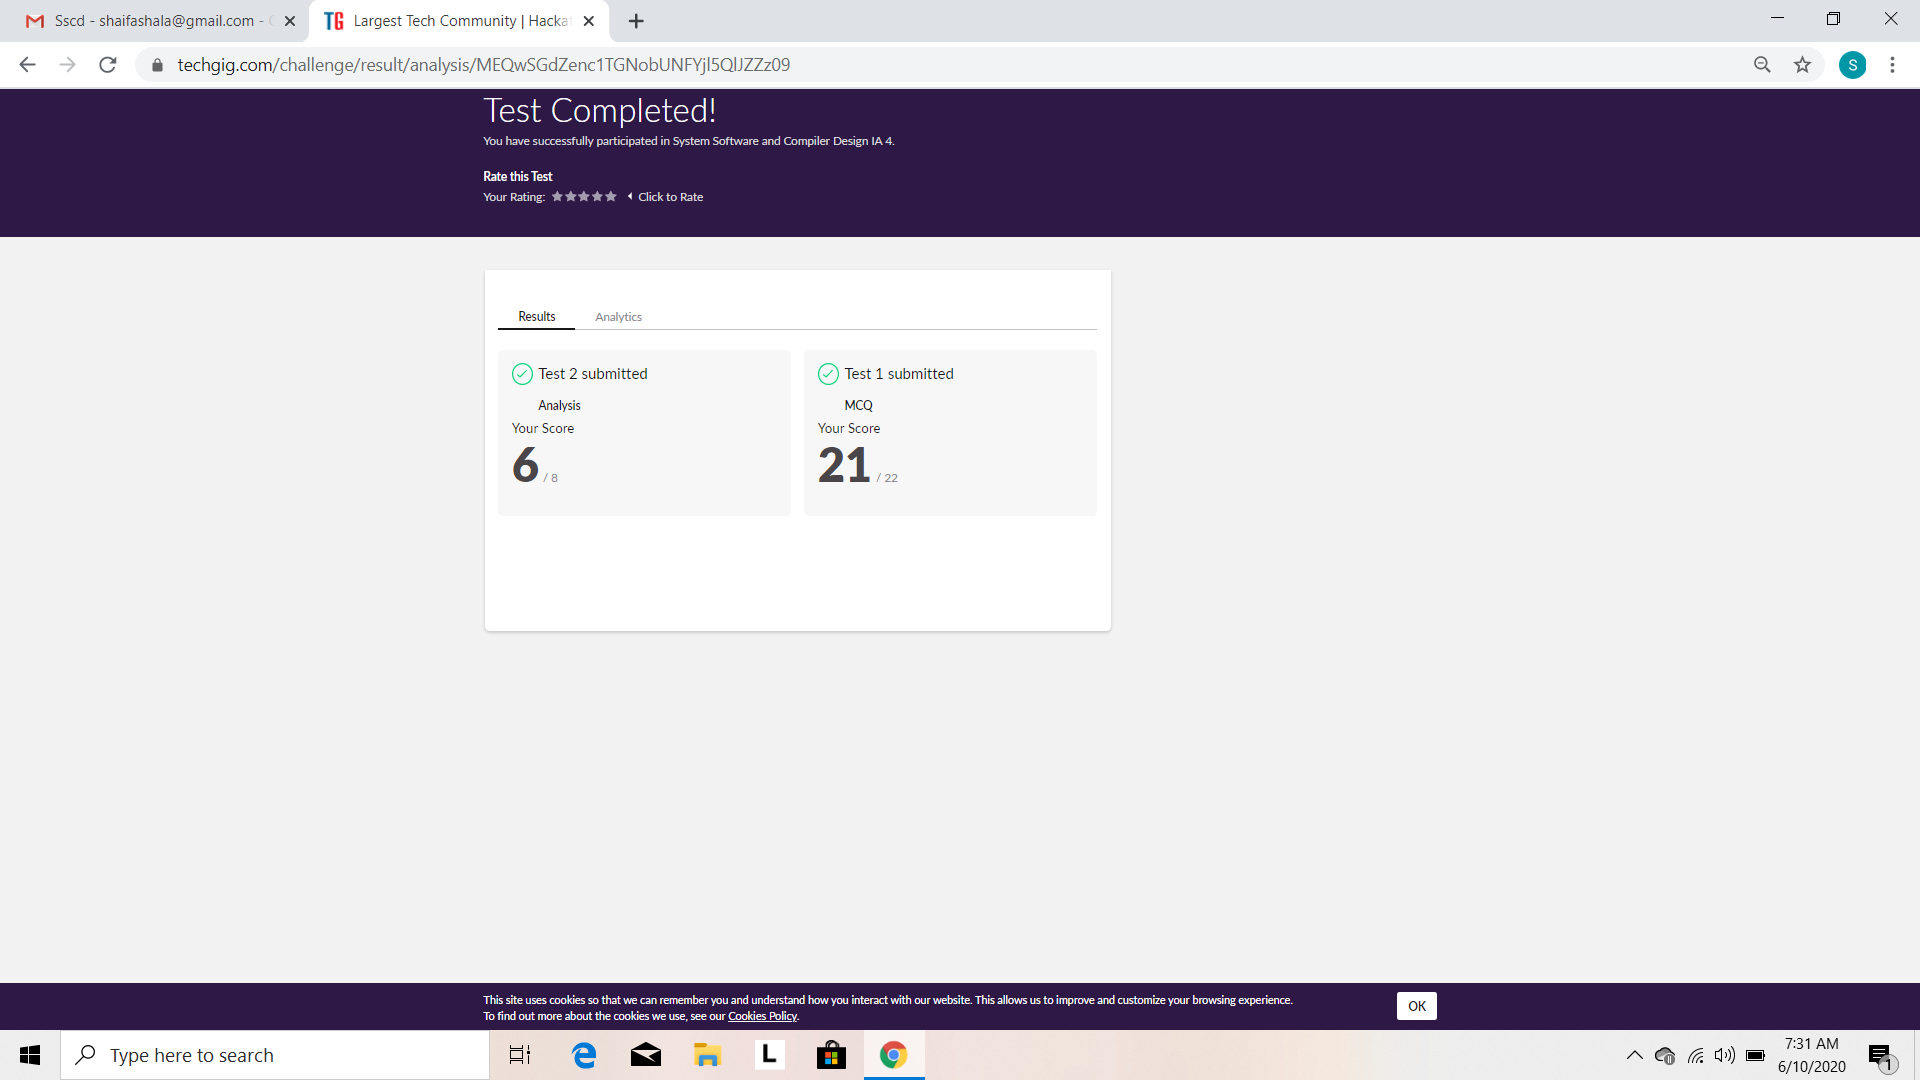 Sscd - shaifashala@gmail.com -
TG Largest Tech Community | Hacka
techgig.com/challenge/result/analysis/MEQwSGdZenc1TGNobUNFYjl5QlJZZz09
S
Test Completed!
You have successfully participated in System Software and Compiler Design IA 4.
Rate this Test
Your Rating: Click to Rate
Results Analytics
Test 2 submitted
Analysis
Your Score
6 / 8
Test 1 submitted
MCQ
Your Score
21 / 22
This site uses cookies so that we can remember you and understand how you interact with our website. This allows us to improve and customize your browsing experience.
To find out more about the cookies we use, see our Cookies Policy.
OK
Type here to search
L
7:31 AM
6/10/2020
1